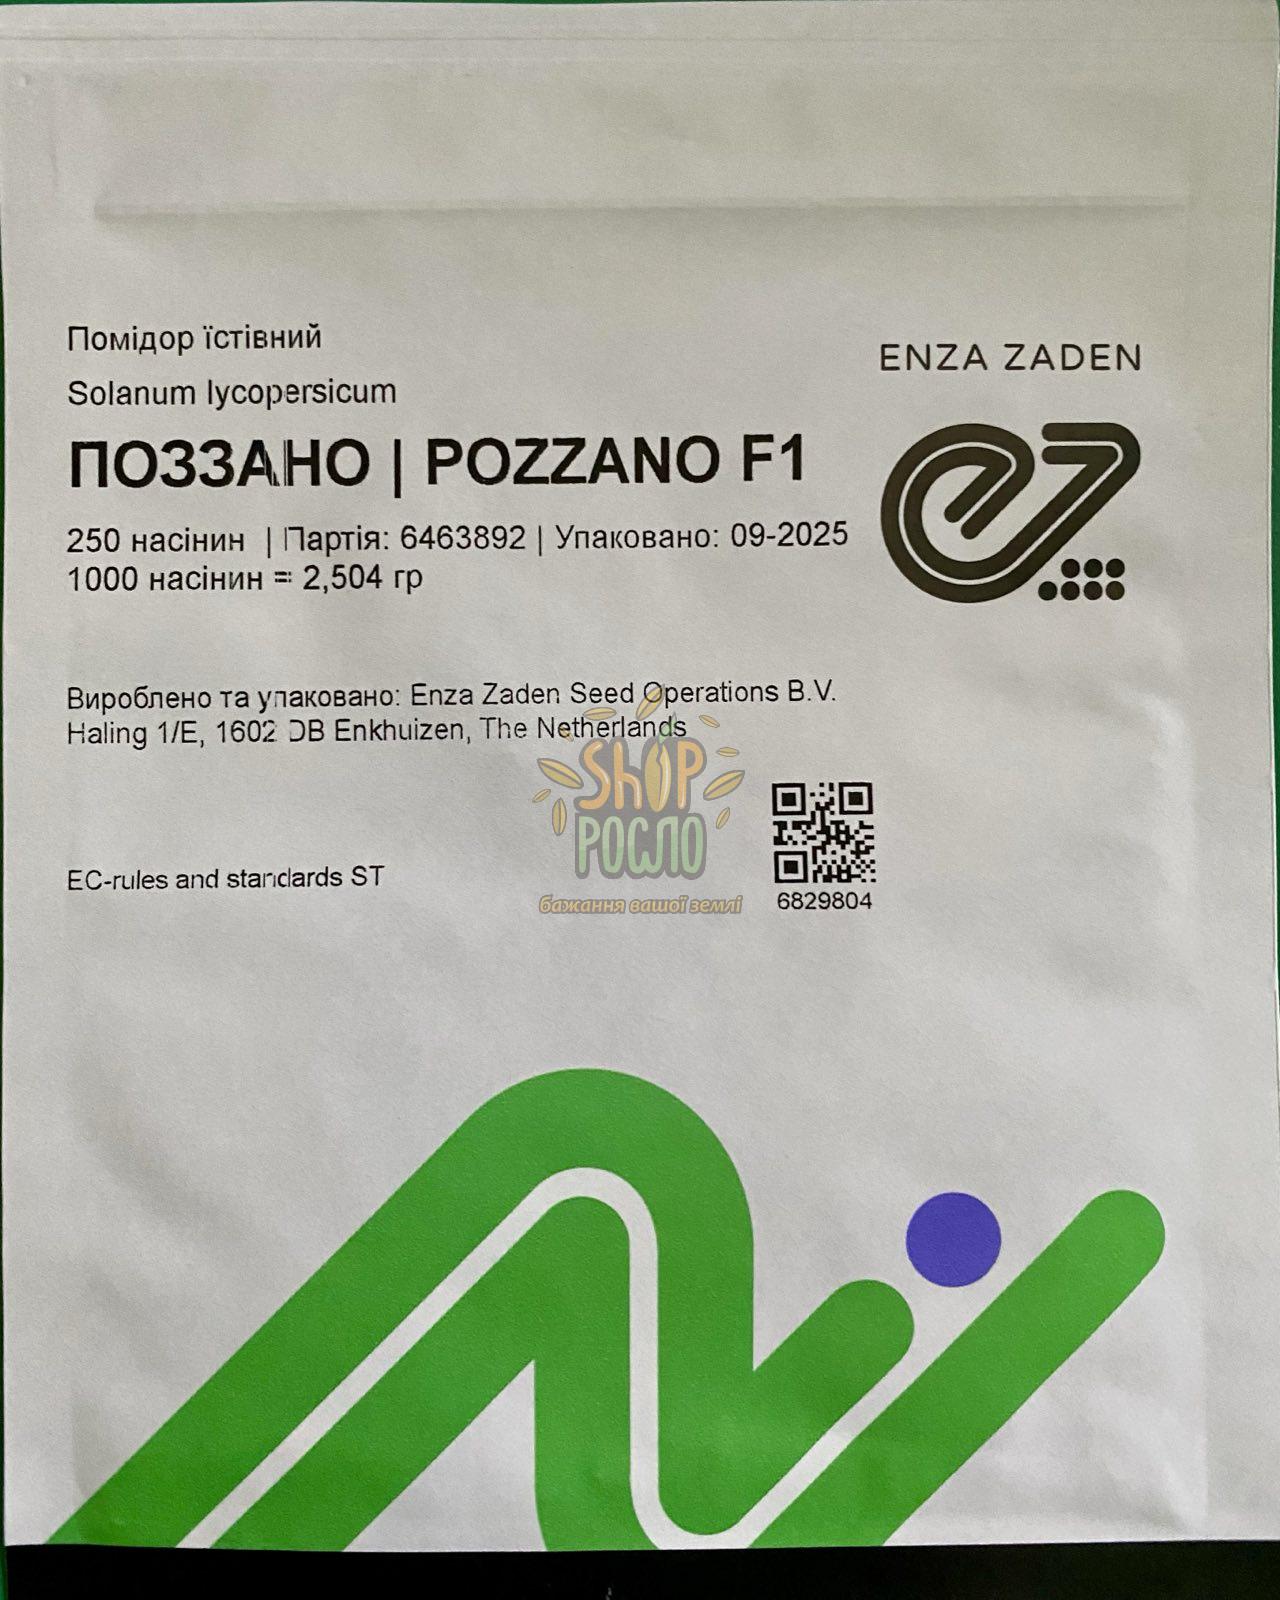 Помідор їстівний
Solanum lycopersicum
ENZA ZADEN
ПОЗЗАНО | POZZANO F1
250 насінин | Партія: 6463892 | Упаковано: 09-2025
1000 насінин = 2,504 гр
Вироблено та упаковано: Enza Zaden Seed Operations B.V.
Haling 1/E, 1602 DB Enkhuizen, The Netherlands
SHOP
РОСЛО
бажання вашої землі
EC-rules and standards ST
6829804